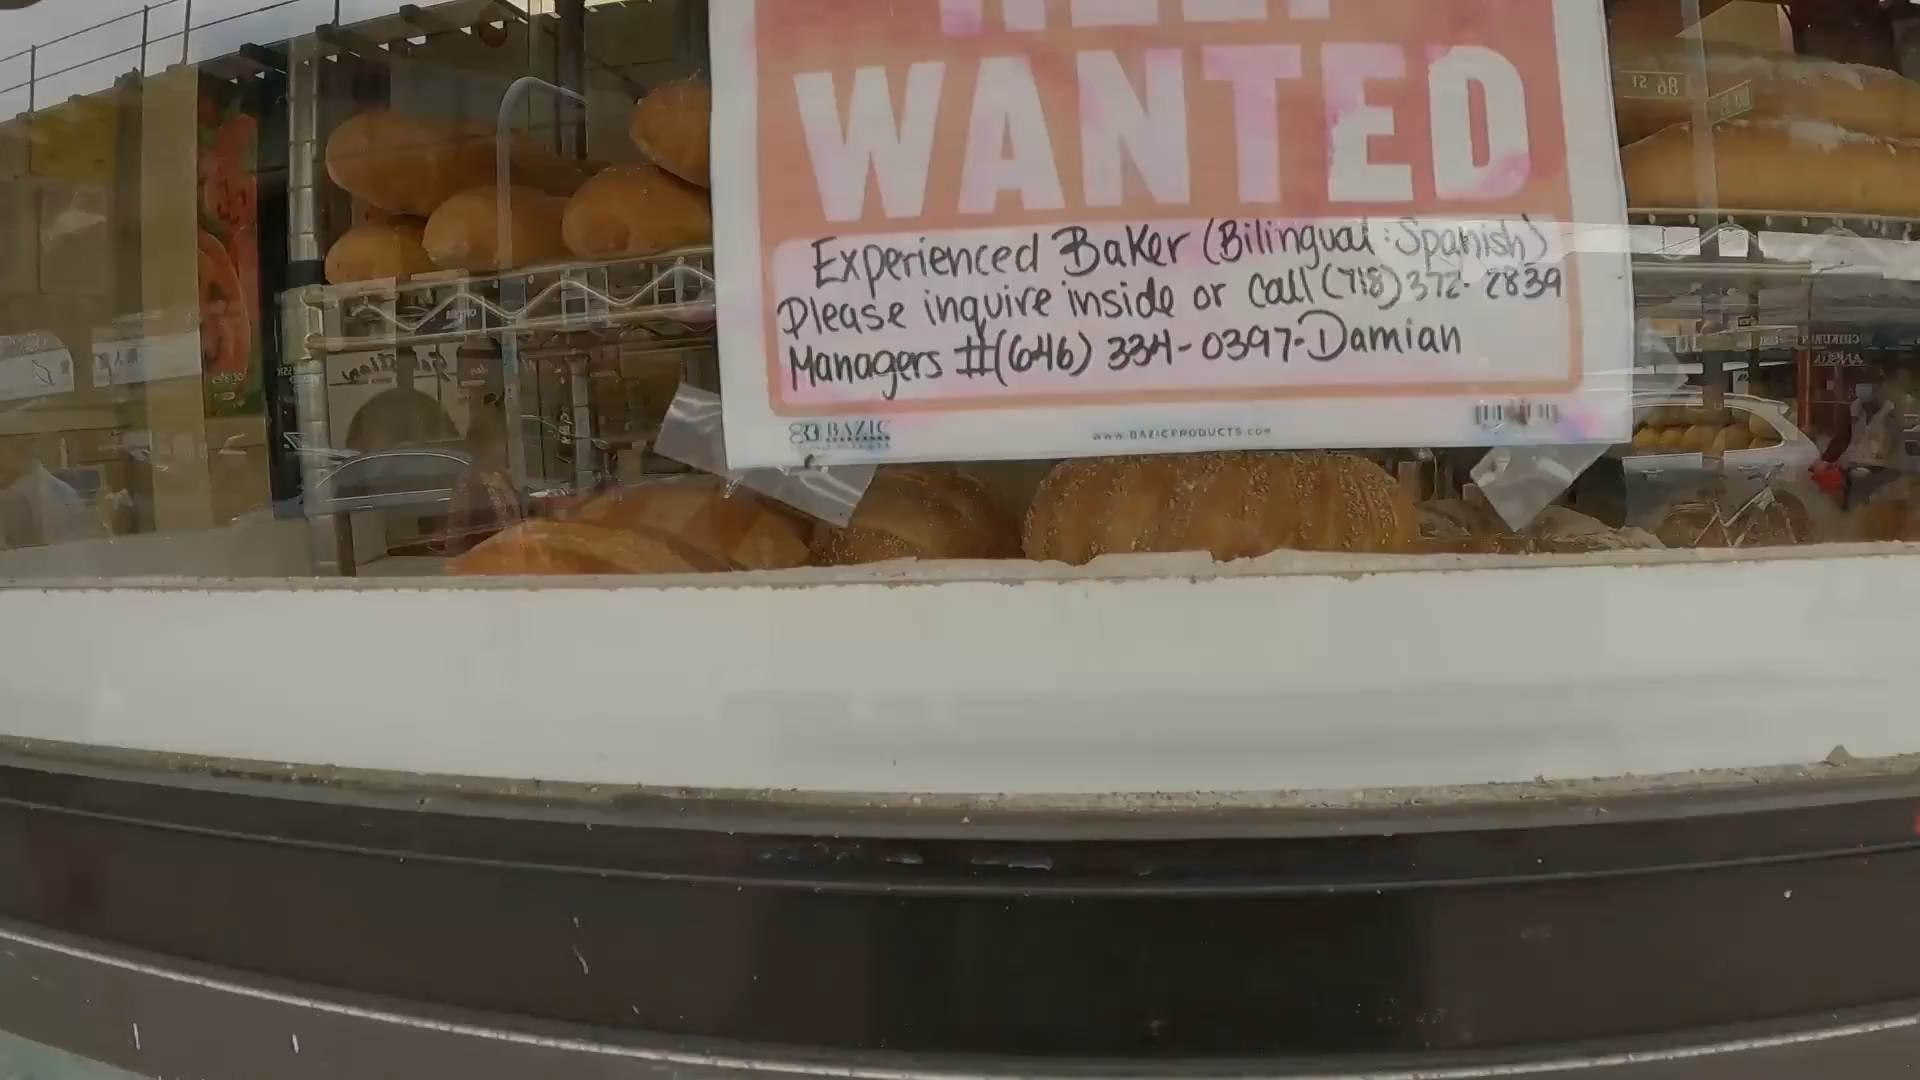 HELP
WANTED
Experienced Baker (Bilingual: Spanish)
Please inquire inside or call (718) 372-2839
Managers #(646) 334-0397-Damian
BAZIC
www.BAZICPRODUCTS.com
86 ST